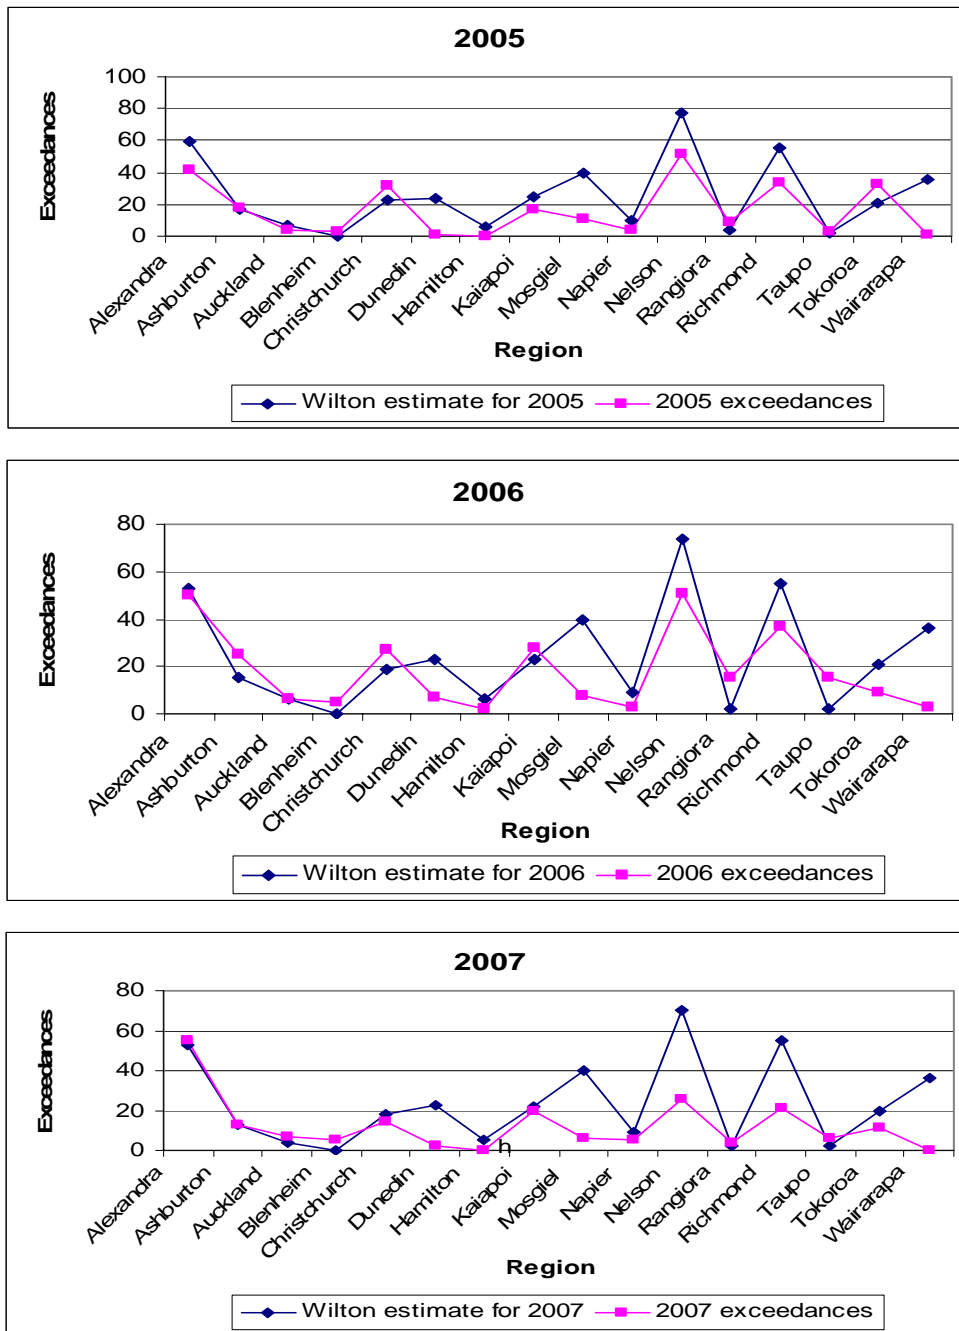 2005
Exceedances
100
80
60
40
20
0
Alexandra
Ashburton
Auckland
Blenheim
Christchurch
Dunedin
Hamilton
Kaiapoi
Mosgiel
Napier
Nelson
Rangiora
Richmond
Taupo
Tokoroa
Wairarapa
Region
Wilton estimate for 2005 2005 exceedances
2006
Exceedances
80
60
40
20
0
Alexandra
Ashburton
Auckland
Blenheim
Christchurch
Dunedin
Hamilton
Kaiapoi
Mosgiel
Napier
Nelson
Rangiora
Richmond
Taupo
Tokoroa
Wairarapa
Region
Wilton estimate for 2006 2006 exceedances
2007
Exceedances
80
60
40
20
0
h
Alexandra
Ashburton
Auckland
Blenheim
Christchurch
Dunedin
Hamilton
Kaiapoi
Mosgiel
Napier
Nelson
Rangiora
Richmond
Taupo
Tokoroa
Wairarapa
Region
Wilton estimate for 2007 2007 exceedances